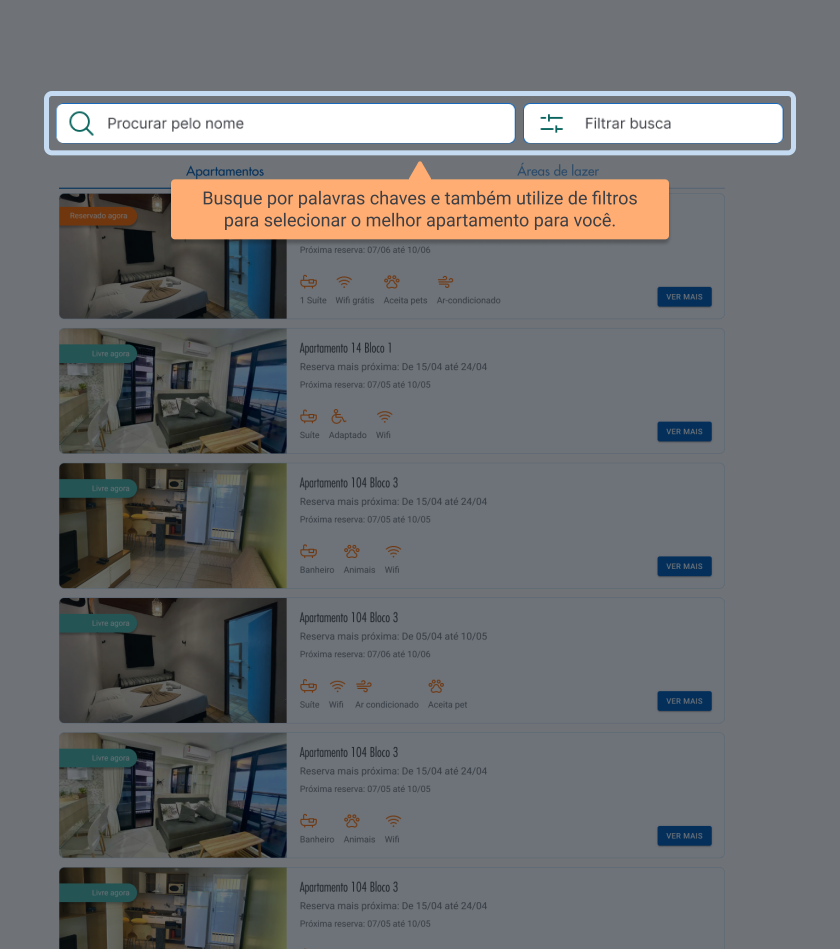 Procurar pelo nome
Filtrar busca
Apartamentos
Áreas de lazer
Busque por palavras chaves e também utilize de filtros
para selecionar o melhor apartamento para você.
Reservado agora
Próxima reserva: 07/06 até 10/06
1 Suíte Wifi grátis Aceita pets Ar-condicionado
VER MAIS
Livre agora
Apartamento 14 Bloco 1
Reserva mais próxima: De 15/04 até 24/04
Próxima reserva: 07/05 até 10/05
Suíte Adaptado Wifi
VER MAIS
Livre agora
Apartamento 104 Bloco 3
Reserva mais próxima: De 15/04 até 24/04
Próxima reserva: 07/05 até 10/05
Banheiro Animais Wifi
VER MAIS
Livre agora
Apartamento 104 Bloco 3
Reserva mais próxima: De 05/04 até 10/05
Próxima reserva: 07/06 até 10/06
Suíte Wifi Ar condicionado Aceita pet
VER MAIS
Livre agora
Apartamento 104 Bloco 3
Reserva mais próxima: De 15/04 até 24/04
Próxima reserva: 07/05 até 10/05
Banheiro Animais Wifi
VER MAIS
Livre agora
Apartamento 104 Bloco 3
Reserva mais próxima: De 15/04 até 24/04
Próxima reserva: 07/05 até 10/05